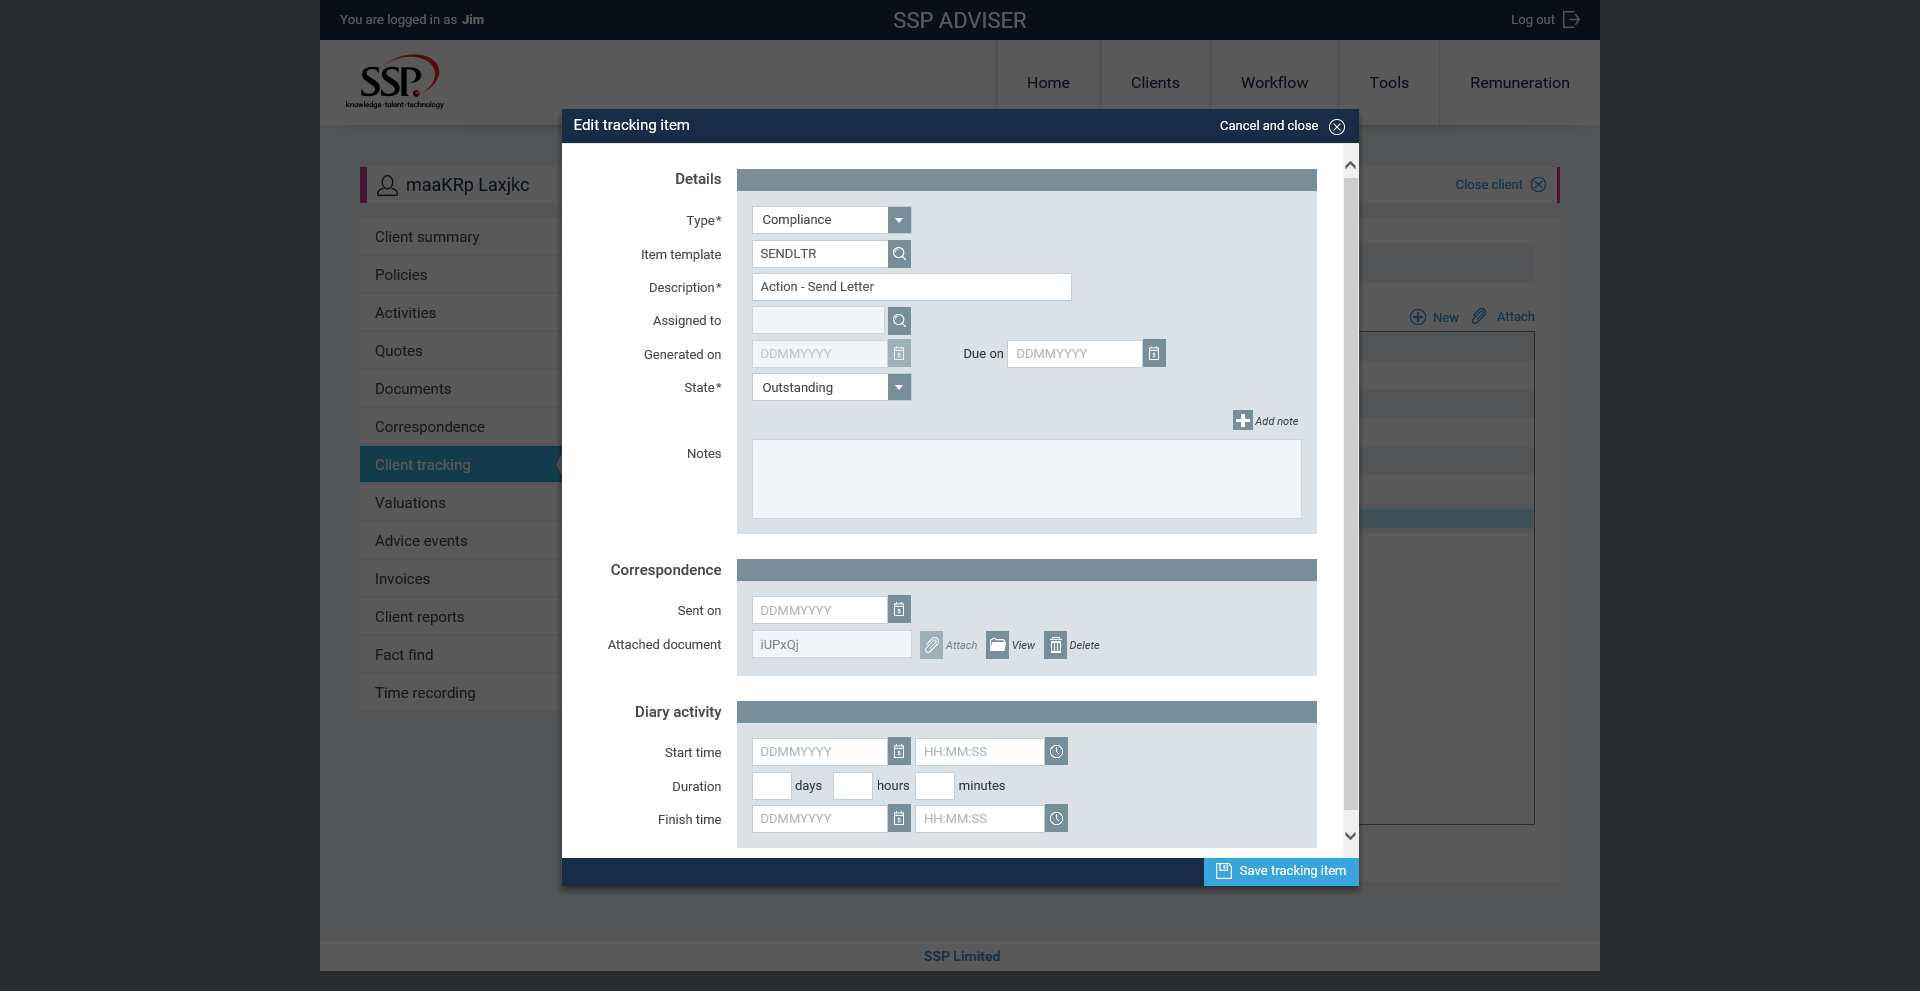 You are logged in as Jim
SSP ADVISER
Log out
SSP
knowledge·talent·technology
Home
Clients
Workflow
Tools
Remuneration
Edit tracking item
Cancel and close
maaKRp Laxjkc
Close client
Client summary
Policies
Activities
Quotes
Documents
Correspondence
Client tracking
Valuations
Advice events
Invoices
Client reports
Fact find
Time recording
New
Attach
Details
Type*
Compliance
Item template
SENDLTR
Description*
Action - Send Letter
Assigned to
Generated on
DDMMYYYY
Due on
DDMMYYYY
State*
Outstanding
Add note
Notes
Correspondence
Sent on
DDMMYYYY
Attached document
iUPxQj
Attach
View
Delete
Diary activity
Start time
DDMMYYYY
HH:MM:SS
Duration
days
hours
minutes
Finish time
DDMMYYYY
HH:MM:SS
Save tracking item
SSP Limited